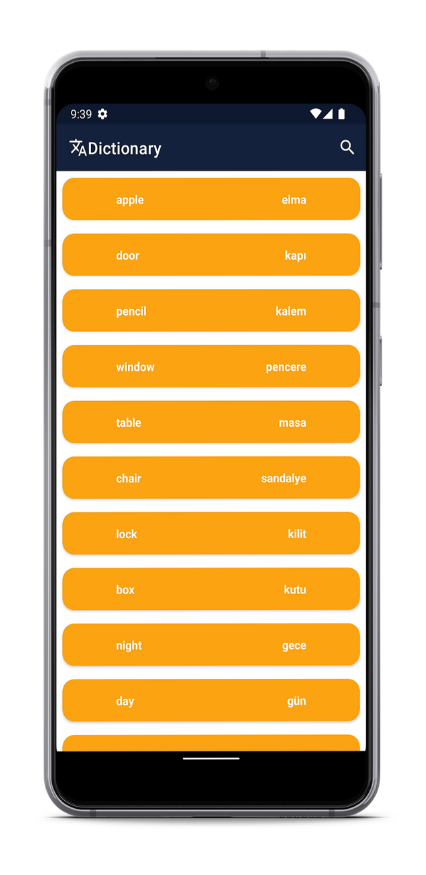 9:39
Dictionary
apple elma
door kapı
pencil kalem
window pencere
table masa
chair sandalye
lock kilit
box kutu
night gece
day gün